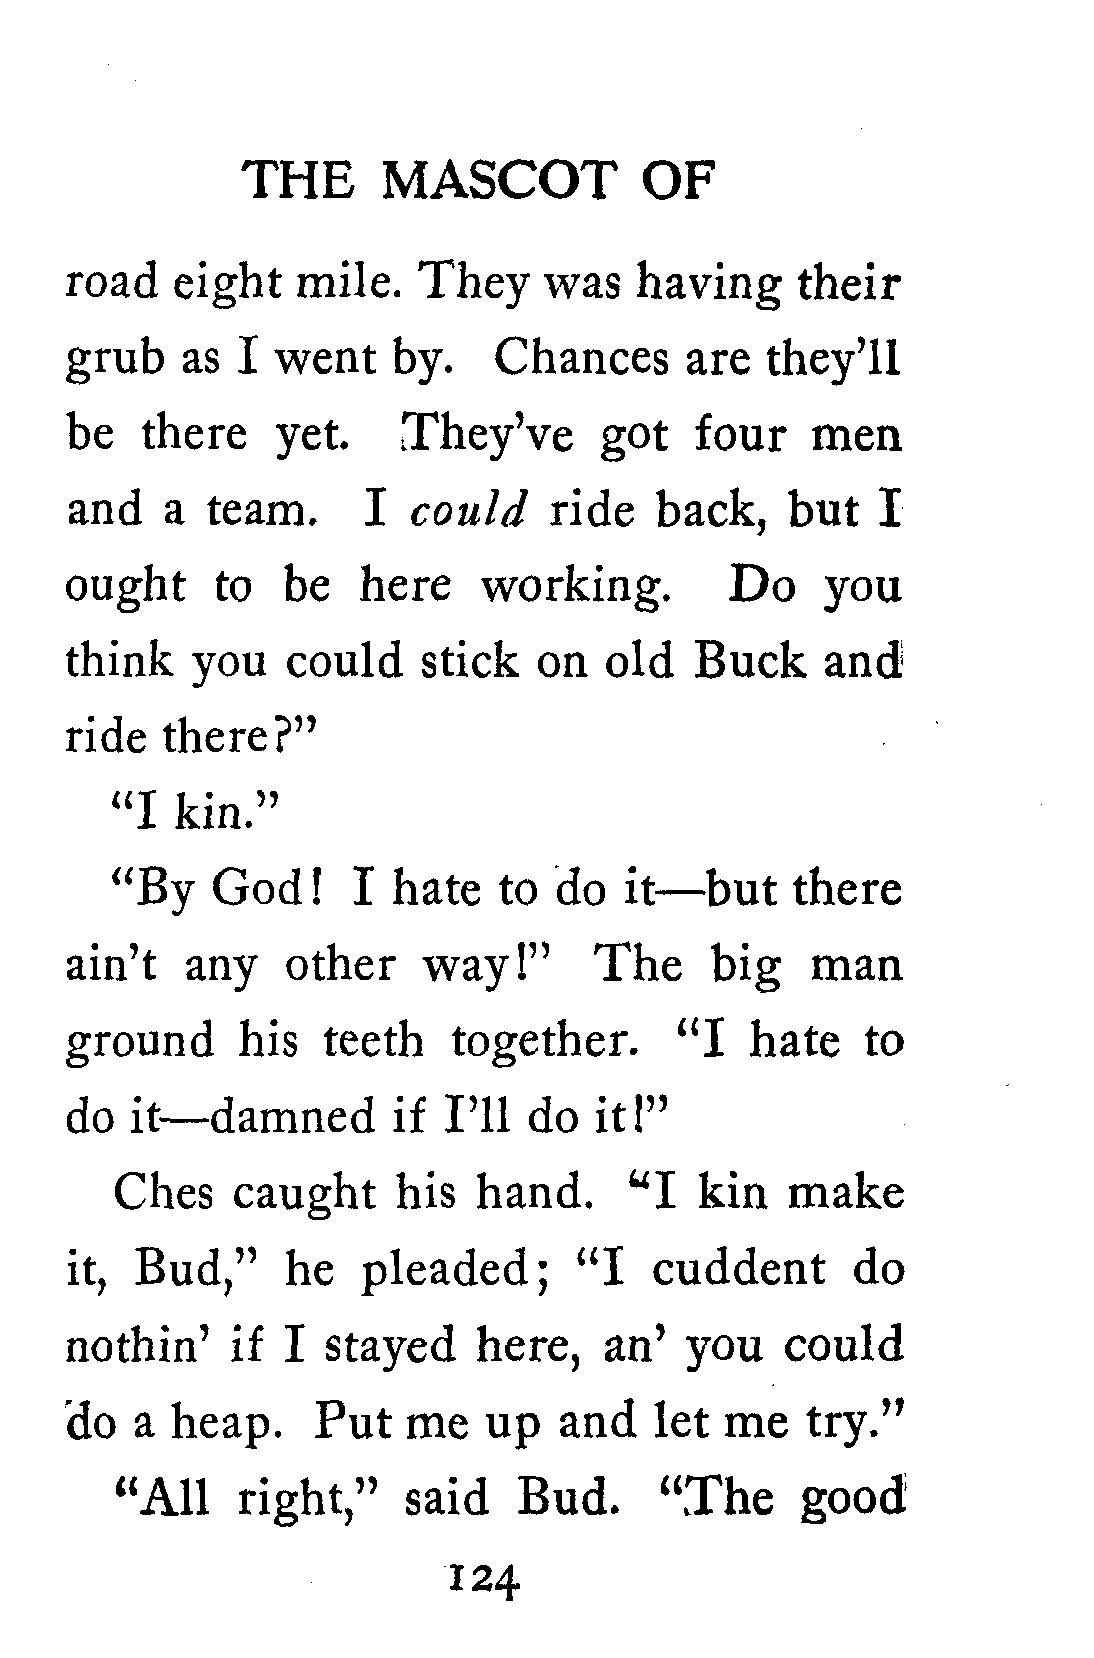 THE MASCOT OF
road eight mile. They was having their
grub as I went by. Chances are they'll
be there yet. They've got four men
and a team. I could ride back, but I
ought to be here working. Do you
think you could stick on old Buck and
ride there?”
“I kin.”
“By God! I hate to do it—but there
ain't any other way!” The big man
ground his teeth together. “I hate to
do it—damned if I'll do it!”
Ches caught his hand. “I kin make
it, Bud,” he pleaded; “I cuddent do
nothin' if I stayed here, an' you could
do a heap. Put me up and let me try.”
“All right,” said Bud. “The good
124